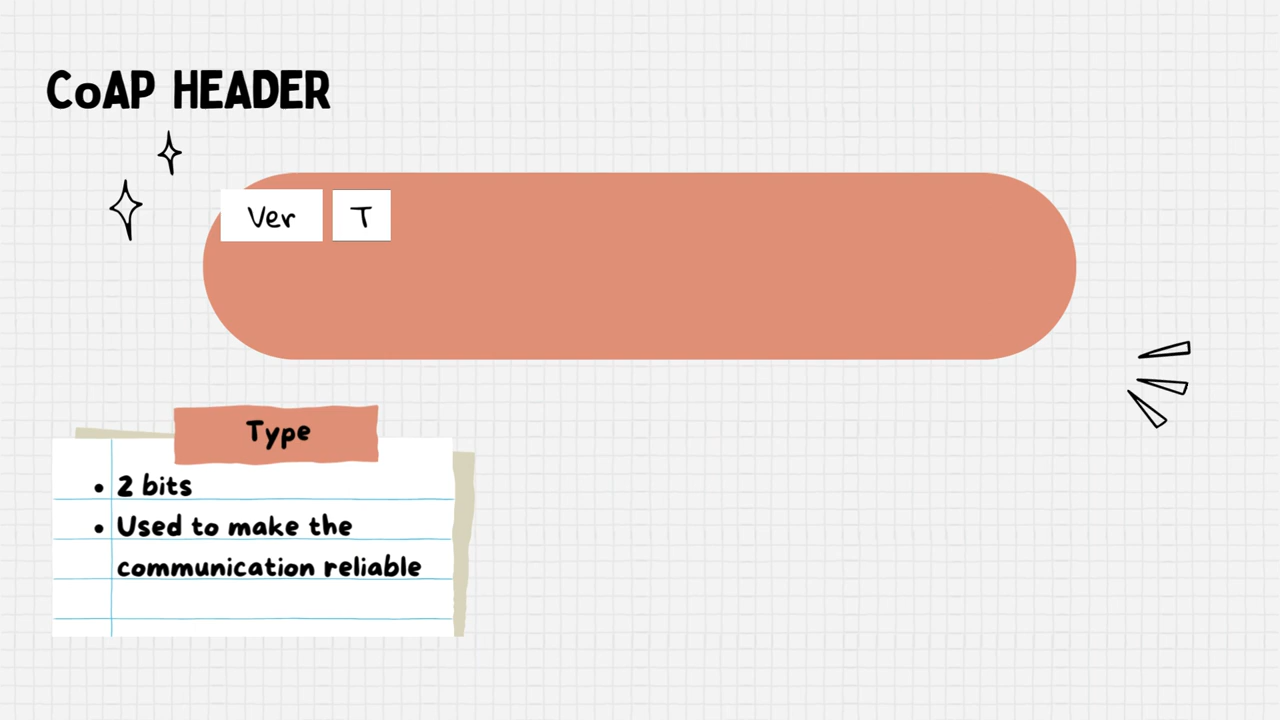 CoAP HEADER
Ver T
Type
• 2 bits
• Used to make the
communication reliable